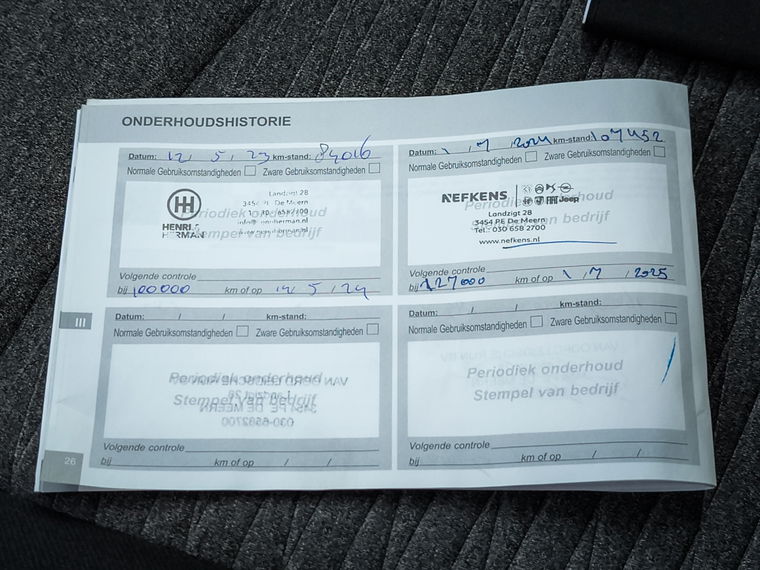 ONDERHOUDSHISTORIE
Datum: 12 / 5 / 23 km-stand: 84016
Normale Gebruiksomstandigheden Zware Gebruiksomstandigheden
Periodiek onderhoud
Stempel van bedrijf
HENRI &
HERMAN
Landzigt 28
3454 PE De Meern
Volgende controle
bij 100000 km of op 12 / 5 / 24
Datum: 1 / 7 / 2024 km-stand: 107452
Normale Gebruiksomstandigheden Zware Gebruiksomstandigheden
Periodiek onderhoud
Stempel van bedrijf
NEFKENS
Jeep
Landzigt 28
3454 PE De Meern
Tel.: 030 658 2700
www.nefkens.nl
Volgende controle
bij 127000 km of op 1 / 7 / 2025
III
Datum: / / km-stand:
Normale Gebruiksomstandigheden Zware Gebruiksomstandigheden
Periodiek onderhoud
Stempel van bedrijf
Volgende controle
bij km of op / /
Datum: / / km-stand:
Normale Gebruiksomstandigheden Zware Gebruiksomstandigheden
Periodiek onderhoud
Stempel van bedrijf
Volgende controle
bij km of op / /
26